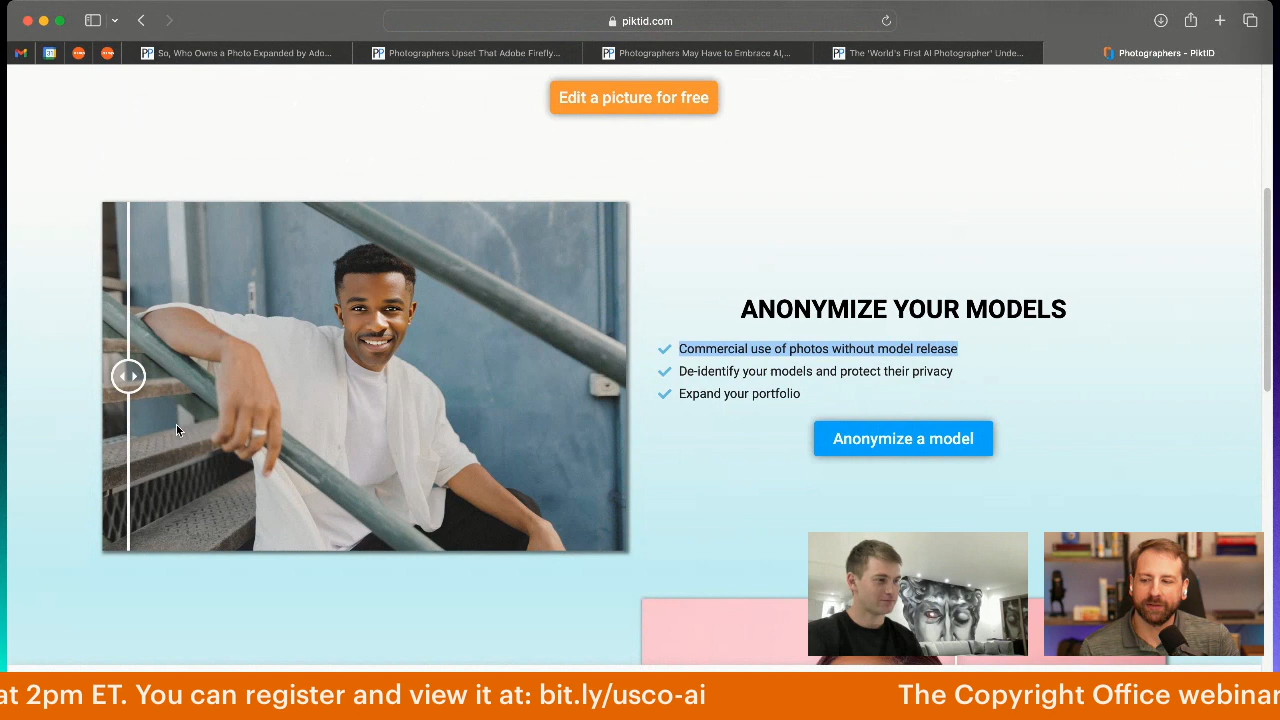 piktid.com
So, Who Owns a Photo Expanded by Ado...
Photographers Upset That Adobe Firefly...
Photographers May Have to Embrace AI,...
The 'World's First AI Photographer' Unde...
Photographers - PiktID
Edit a picture for free
ANONYMIZE YOUR MODELS
Commercial use of photos without model release
De-identify your models and protect their privacy
Expand your portfolio
Anonymize a model
at 2pm ET. You can register and view it at: bit.ly/usco-ai The Copyright Office webinar